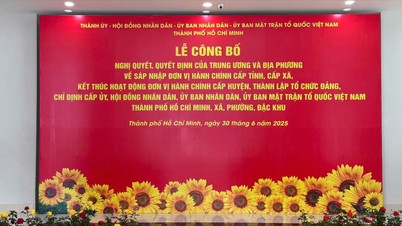 THÀNH ỦY - HỘI ĐỒNG NHÂN DÂN - ỦY BAN NHÂN DÂN - ỦY BAN MẶT TRẬN TỔ QUỐC VIỆT NAM
THÀNH PHỐ HỒ CHÍ MINH
LỄ CÔNG BỐ
NGHỊ QUYẾT, QUYẾT ĐỊNH CỦA TRUNG ƯƠNG VÀ ĐỊA PHƯƠNG
VỀ SÁP NHẬP ĐƠN VỊ HÀNH CHÍNH CẤP TỈNH, CẤP XÃ,
KẾT THÚC HOẠT ĐỘNG ĐƠN VỊ HÀNH CHÍNH CẤP HUYỆN, THÀNH LẬP TỔ CHỨC ĐẢNG,
CHỈ ĐỊNH CẤP ỦY, HỘI ĐỒNG NHÂN DÂN, ỦY BAN NHÂN DÂN, ỦY BAN MẶT TRẬN TỔ QUỐC VIỆT NAM
THÀNH PHỐ HỒ CHÍ MINH, XÃ, PHƯỜNG, ĐẶC KHU
Thành phố Hồ Chí Minh, ngày 30 tháng 6 năm 2025